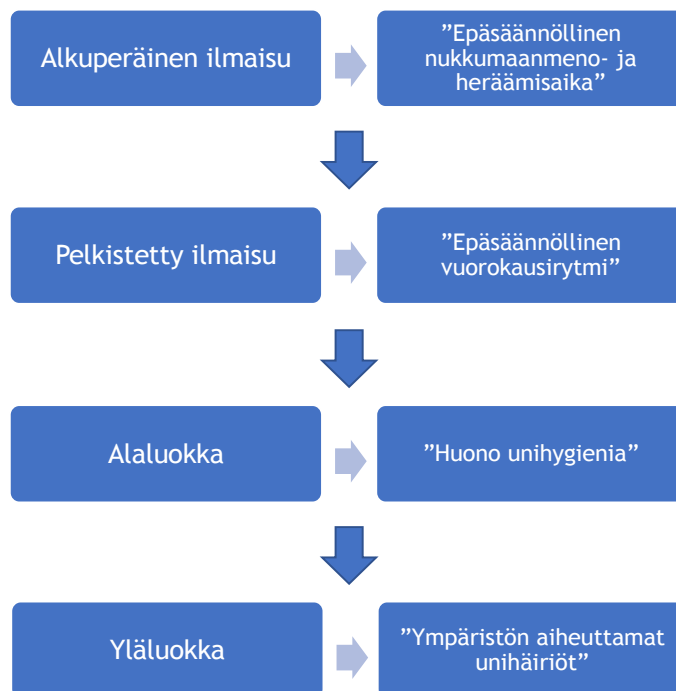 Alkuperäinen ilmaisu
”Epäsäännöllinen
nukkumaanmeno- ja
heräämisaika”
Pelkistetty ilmaisu
”Epäsäännöllinen
vuorokausirytmi”
Alaluokka
”Huono unihygienia”
Yläluokka
”Ympäristön aiheuttamat
unihäiriöt”